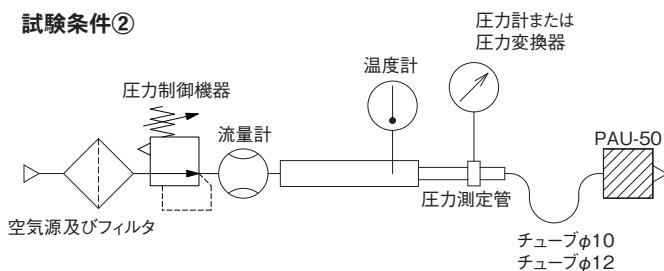 試験条件②
圧力計または
圧力変換器
温度計
圧力制御機器
流量計
PAU-50
圧力測定管
空気源及びフィルタ
チューブφ10
チューブφ12